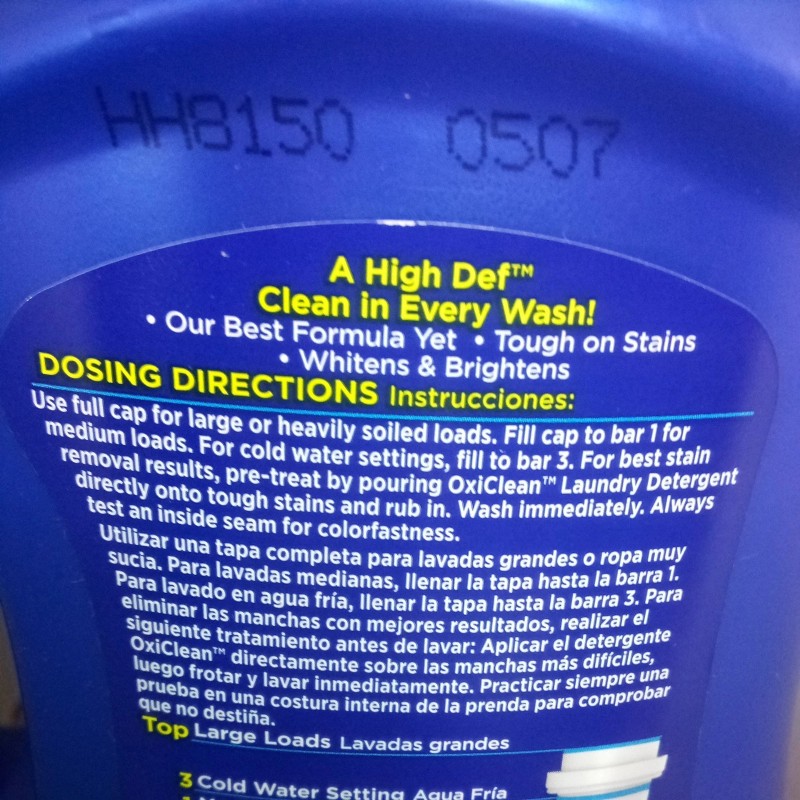 HH8150 0507
A High Def™
Clean in Every Wash!
• Our Best Formula Yet • Tough on Stains
• Whitens & Brightens
DOSING DIRECTIONS Instrucciones:
Use full cap for large or heavily soiled loads. Fill cap to bar 1 for
medium loads. For cold water settings, fill to bar 3. For best stain
removal results, pre-treat by pouring OxiClean™ Laundry Detergent
directly onto tough stains and rub in. Wash immediately. Always
test an inside seam for colorfastness.
Utilizar una tapa completa para lavadas grandes o ropa muy
sucia. Para lavadas medianas, llenar la tapa hasta la barra 1.
Para lavado en agua fría, llenar la tapa hasta la barra 3. Para
eliminar las manchas con mejores resultados, realizar el
siguiente tratamiento antes de lavar: Aplicar el detergente
OxiClean™ directamente sobre las manchas más difíciles,
luego frotar y lavar inmediatamente. Practicar siempre una
prueba en una costura interna de la prenda para comprobar
que no destiña.
Top Large Loads Lavadas grandes
3 Cold Water Setting Agua Fría